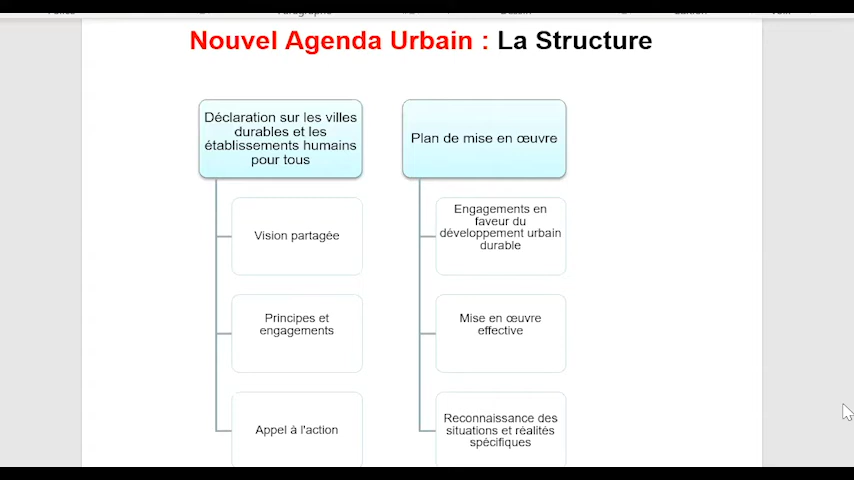 Nouvel Agenda Urbain : La Structure
Déclaration sur les villes
durables et les
établissements humains
pour tous
Vision partagée
Principes et
engagements
Appel à l'action
Plan de mise en œuvre
Engagements en
faveur du
développement urbain
durable
Mise en œuvre
effective
Reconnaissance des
situations et réalités
spécifiques